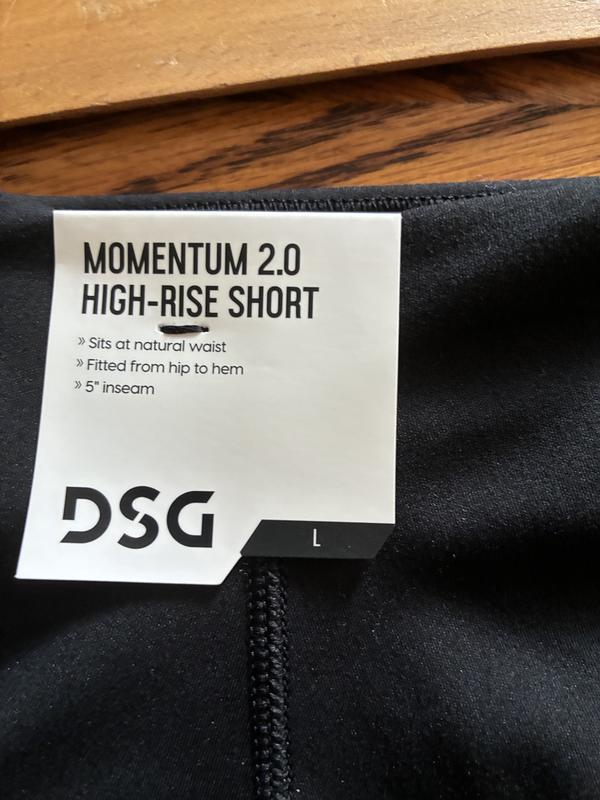 MOMENTUM 2.0
HIGH-RISE SHORT
» Sits at natural waist
» Fitted from hip to hem
» 5" inseam
DSG
L